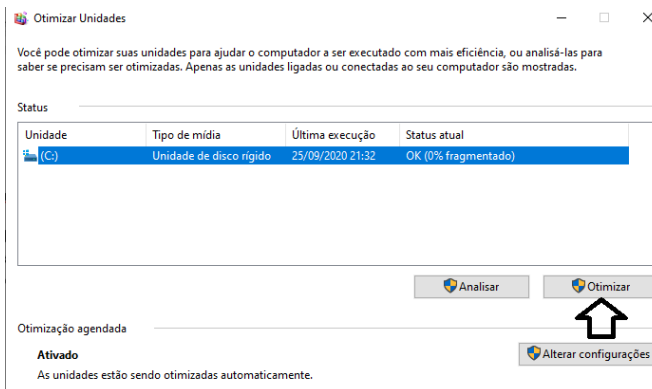 Otimizar Unidades
Você pode otimizar suas unidades para ajudar o computador a ser executado com mais eficiência, ou analisá-las para
saber se precisam ser otimizadas. Apenas as unidades ligadas ou conectadas ao seu computador são mostradas.
Status
Unidade Tipo de mídia Última execução Status atual
(C:) Unidade de disco rígido 25/09/2020 21:32 OK (0% fragmentado)
Analisar Otimizar
Otimização agendada
Ativado Alterar configurações
As unidades estão sendo otimizadas automaticamente.